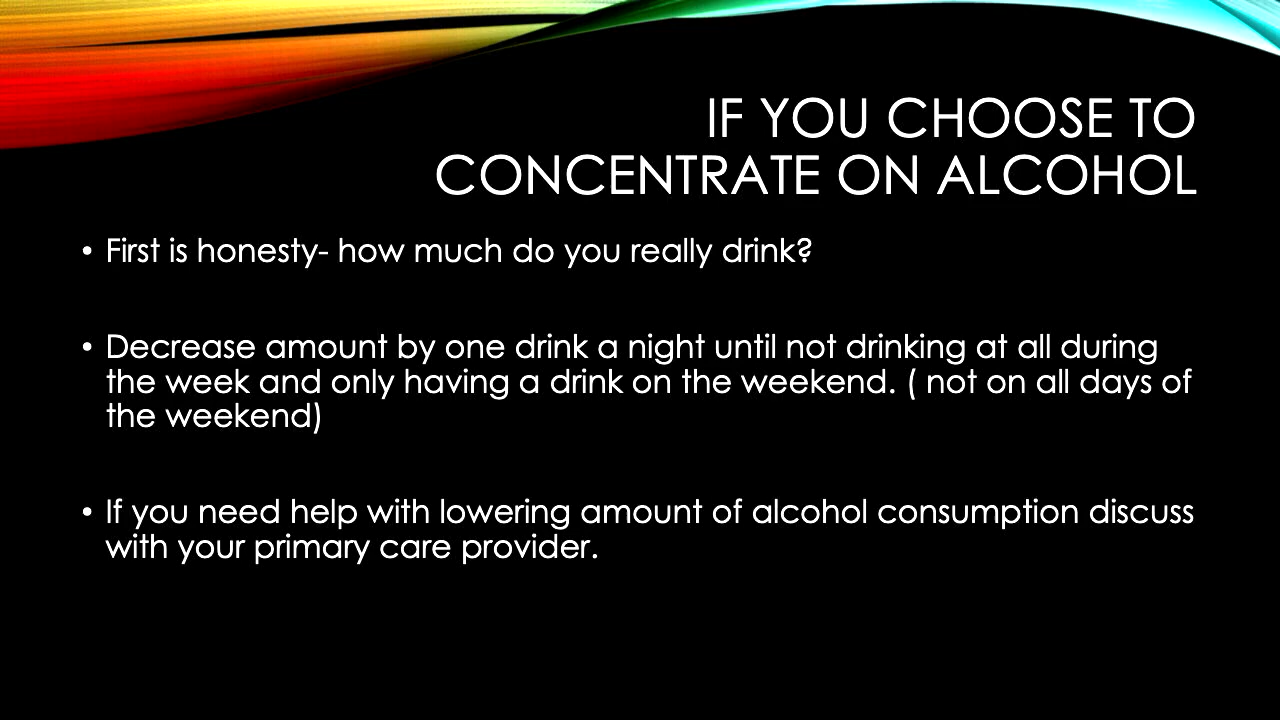 IF YOU CHOOSE TO
CONCENTRATE ON ALCOHOL
• First is honesty- how much do you really drink?
• Decrease amount by one drink a night until not drinking at all during
the week and only having a drink on the weekend. ( not on all days of
the weekend)
• If you need help with lowering amount of alcohol consumption discuss
with your primary care provider.